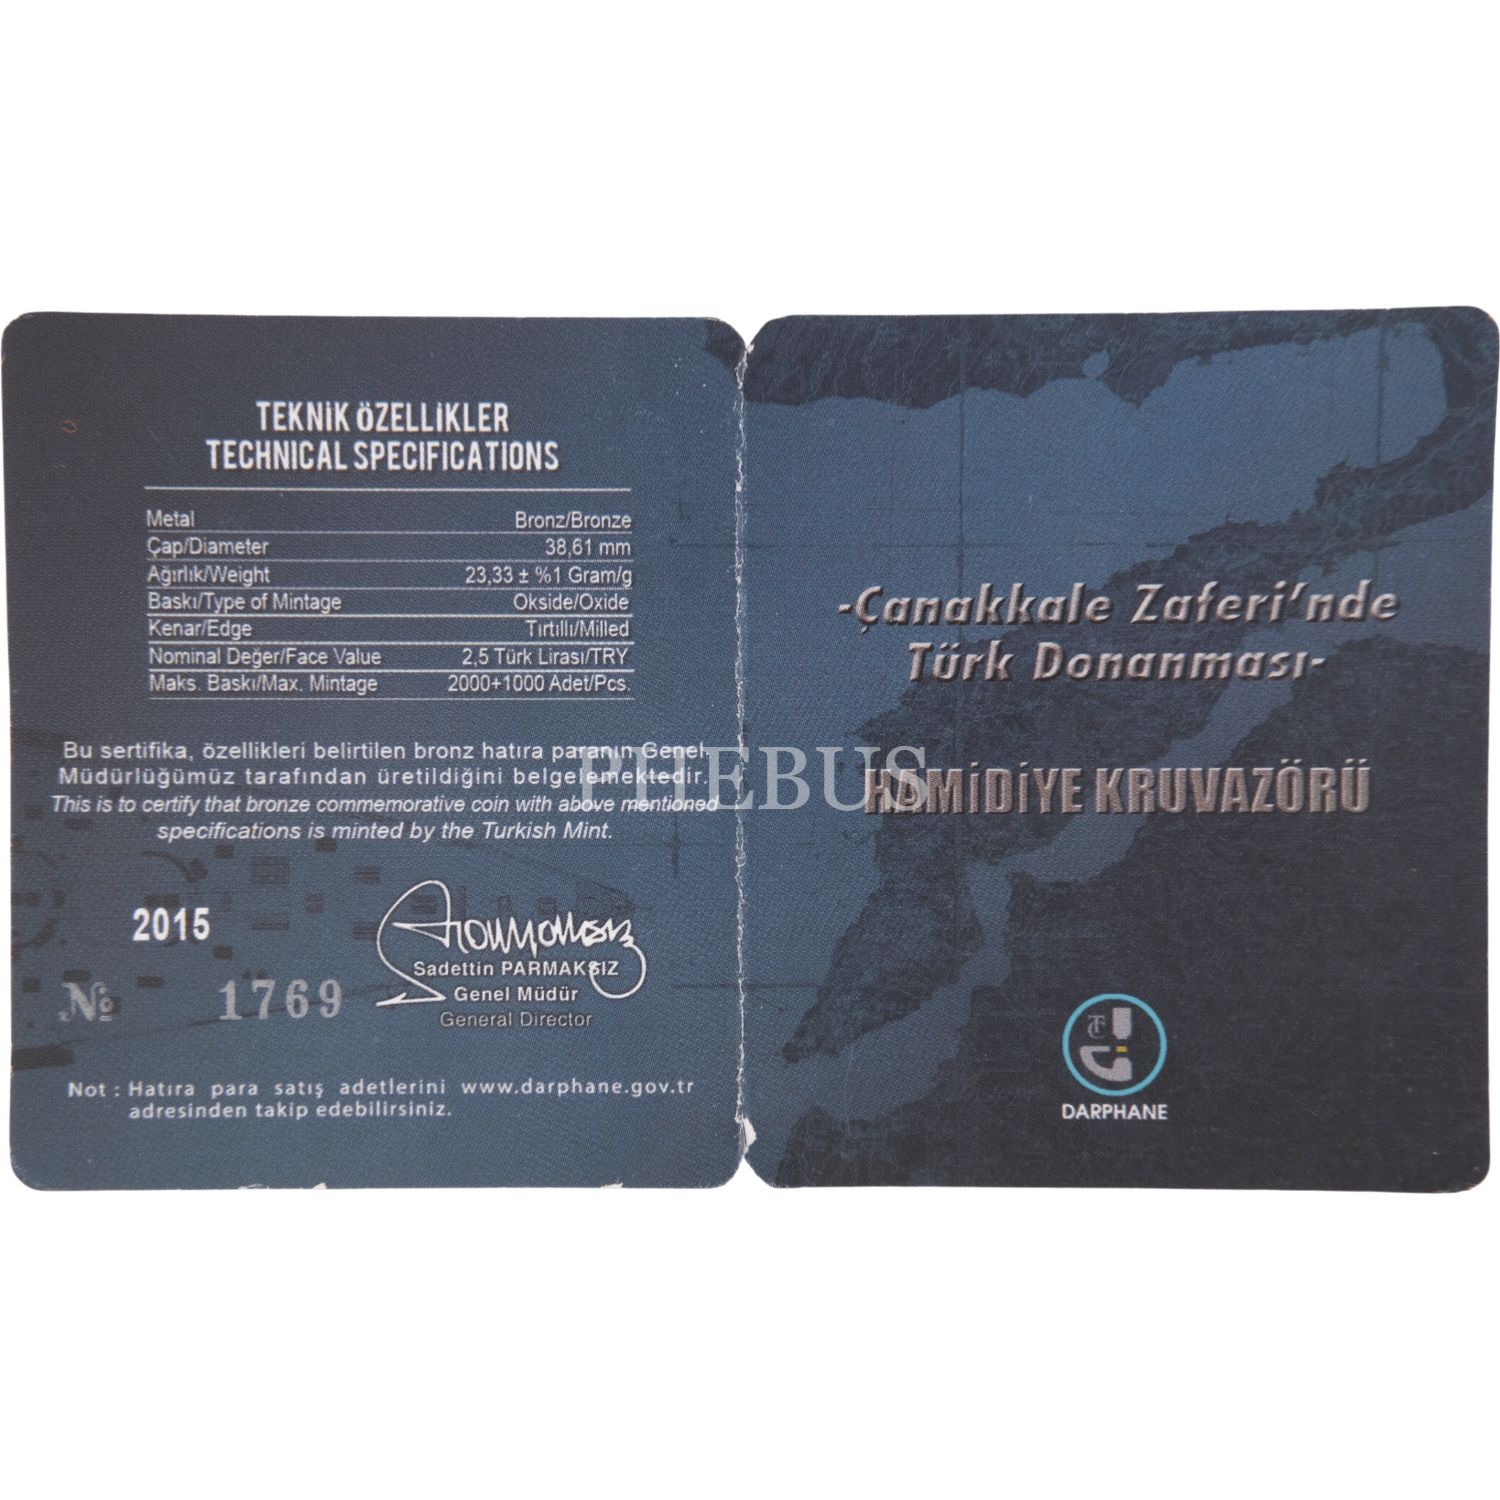 TEKNİK ÖZELLİKLER
TECHNICAL SPECIFICATIONS
Metal Bronz/Bronze
Çap/Diameter 38,61 mm
Ağırlık/Weight 23,33 ± %1 Gram/g
Baskı/Type of Mintage Okside/Oxide
Kenar/Edge Tırtıllı/Milled
Nominal Değer/Face Value 2,5 Türk Lirası/TRY
Maks. Baskı/Max. Mintage 2000+1000 Adet/Pcs.
Bu sertifika, özellikleri belirtilen bronz hatıra paranın Genel
Müdürlüğümüz tarafından üretildiğini belgelemektedir.
This is to certify that bronze commemorative coin with above mentioned
specifications is minted by the Turkish Mint.
2015
№ 1769
Sadettin PARMAKSIZ
Genel Müdür
General Director
Not : Hatıra para satış adetlerini www.darphane.gov.tr
adresinden takip edebilirsiniz.
-Çanakkale Zaferi'nde
Türk Donanması-
HAMİDİYE KRUVAZÖRÜ
TC
DARPHANE
PHEBUS